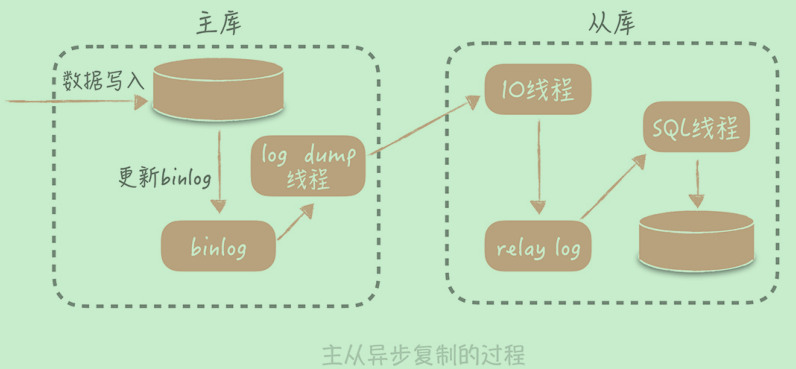 主库
从库
数据写入
IO线程
SQL线程
log dump
线程
更新binlog
binlog
relay log
主从异步复制的过程